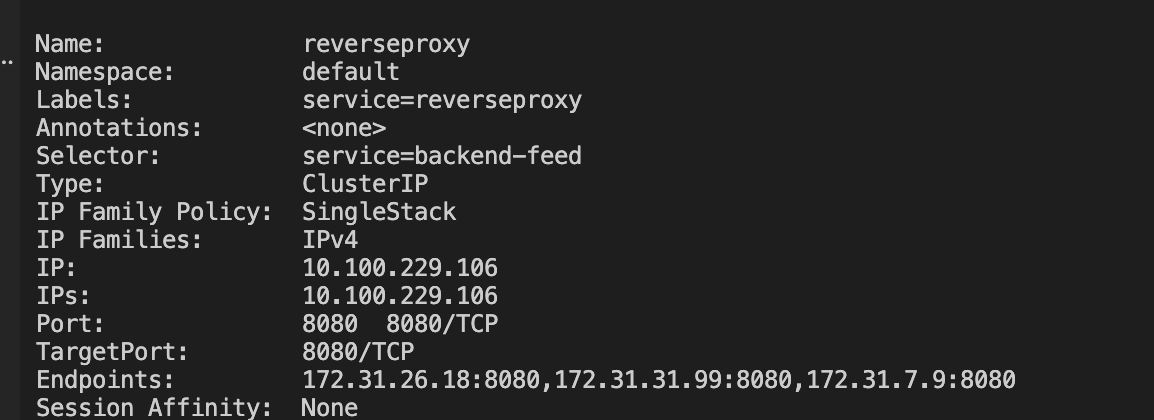 Name: reverseproxy
Namespace: default
Labels: service=reverseproxy
Annotations: <none>
Selector: service=backend-feed
Type: ClusterIP
IP Family Policy: SingleStack
IP Families: IPv4
IP: 10.100.229.106
IPs: 10.100.229.106
Port: 8080 8080/TCP
TargetPort: 8080/TCP
Endpoints: 172.31.26.18:8080,172.31.31.99:8080,172.31.7.9:8080
Session Affinity: None